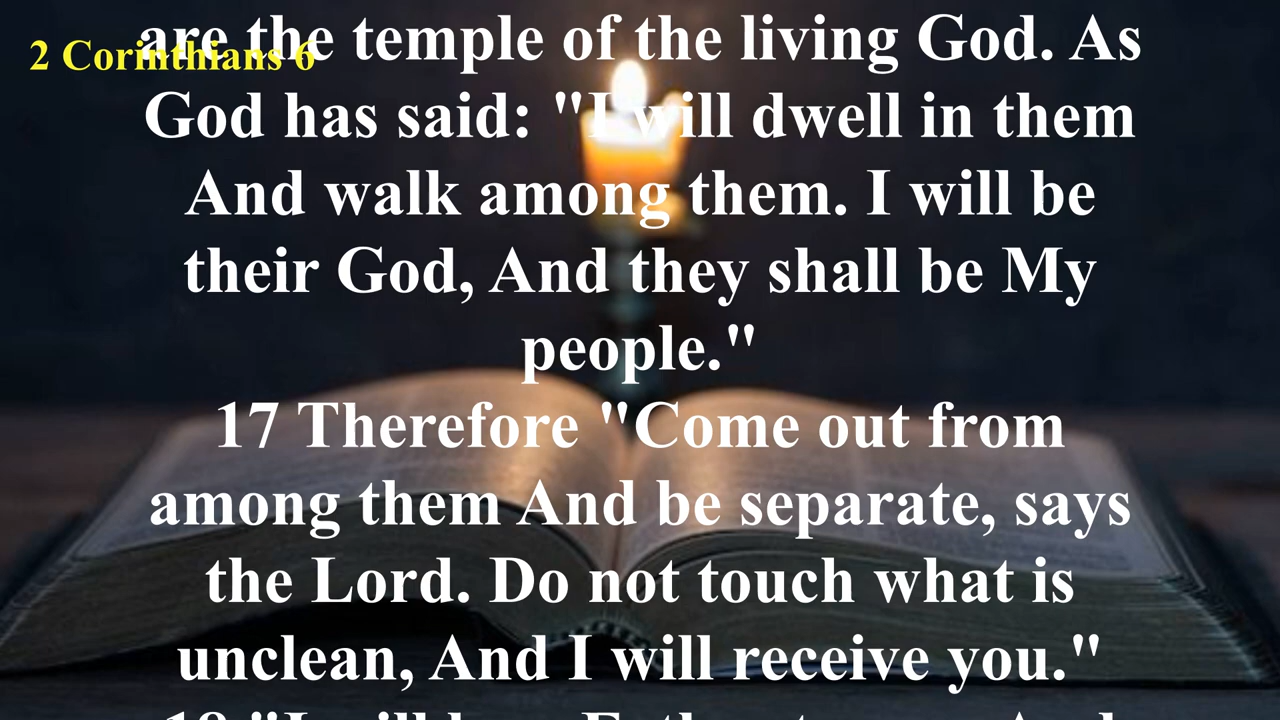 2 Corinthians 6
are the temple of the living God. As
God has said: "I will dwell in them
And walk among them. I will be
their God, And they shall be My
people."
17 Therefore "Come out from
among them And be separate, says
the Lord. Do not touch what is
unclean, And I will receive you."